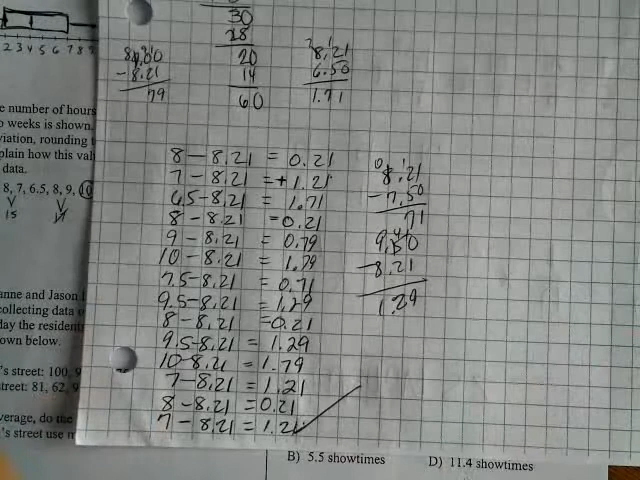 30
28
20
14
60
8.21
6.50
1.71
- 8.21
79
2 3 4 5 6 7 8 9
e number of hours
o weeks is shown.
viation, rounding t
plain how this val
data.
8, 7, 6.5, 8, 9, 10
15
8 - 8.21 = 0.21
7 - 8.21 = + 1.21
6.5 - 8.21 = 1.71
8 - 8.21 = 0.21
9 - 8.21 = 0.79
10 - 8.21 = 1.79
7.5 - 8.21 = 0.71
9.5 - 8.21 = 1.29
8 - 8.21 = 0.21
9.5 - 8.21 = 1.29
10 - 8.21 = 1.79
7 - 8.21 = 1.21
8 - 8.21 = 0.21
7 - 8.21 = 1.21
8.21
- 7.50
71
- 8.21
1.29
anne and Jason
collecting data o
day the resident
own below.
's street: 100, 9
treet: 81, 62, 9
verage, do the
's street use m
B) 5.5 showtimes
D) 11.4 showtimes